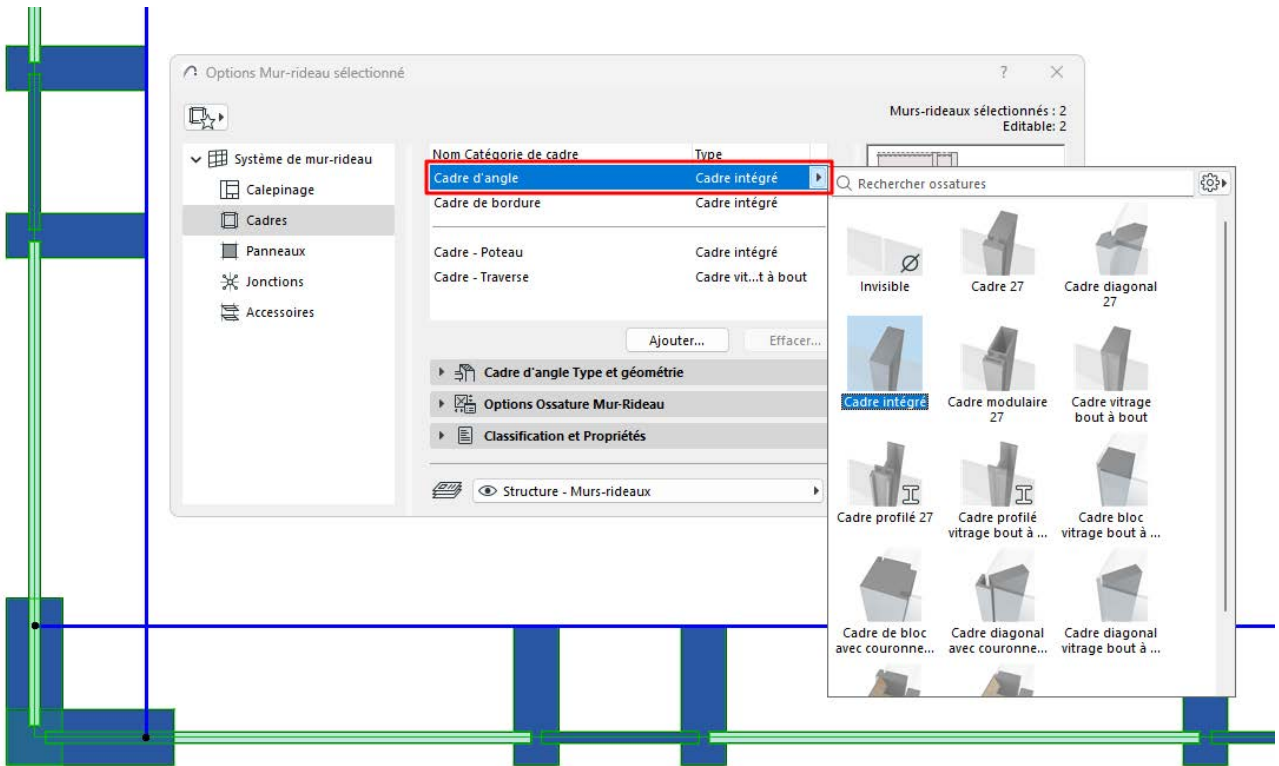 Options Mur-rideau sélectionné
?
Murs-rideaux sélectionnés : 2
Editable: 2
Système de mur-rideau
Calepinage
Cadres
Panneaux
Jonctions
Accessoires
Nom Catégorie de cadre Type
Cadre d'angle Cadre intégré
Cadre de bordure Cadre intégré
Cadre - Poteau Cadre intégré
Cadre - Traverse Cadre vit...t à bout
Ajouter... Effacer...
Cadre d'angle Type et géométrie
Options Ossature Mur-Rideau
Classification et Propriétés
Structure - Murs-rideaux
Rechercher ossatures
Invisible
Cadre 27
Cadre diagonal
27
Cadre intégré
Cadre modulaire
27
Cadre vitrage
bout à bout
Cadre profilé 27
Cadre profilé
vitrage bout à ...
Cadre bloc
vitrage bout à ...
Cadre de bloc
avec couronne...
Cadre diagonal
avec couronne...
Cadre diagonal
vitrage bout à ...